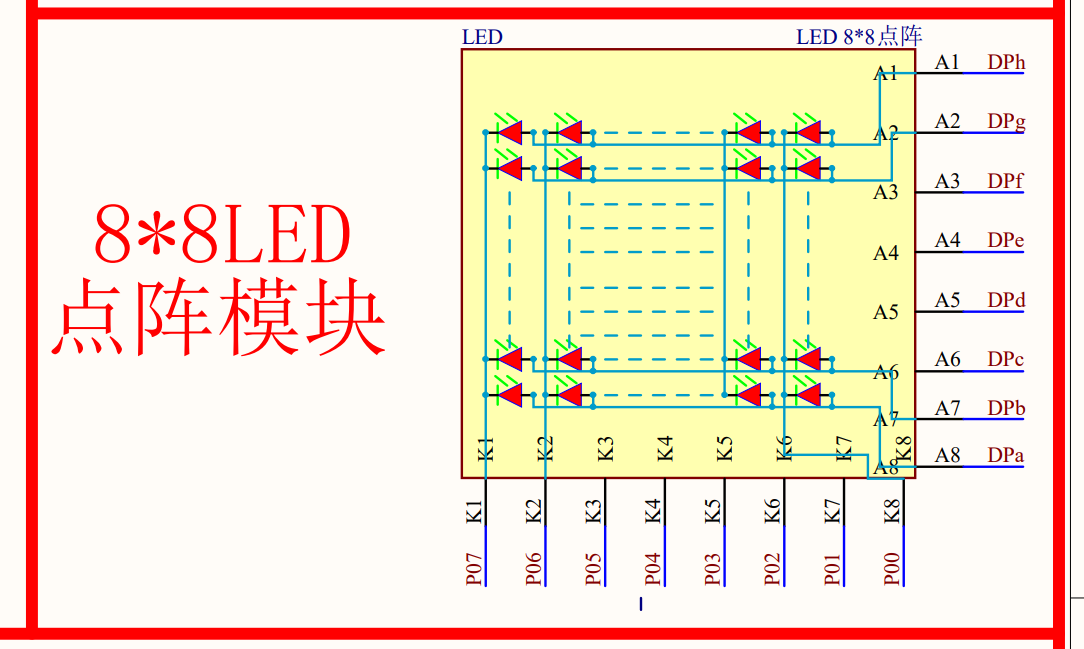 LED
LED 8*8点阵
8*8LED
点阵模块
A1 A1 DPh
A2 A2 DPg
A3 A3 DPf
A4 A4 DPe
A5 A5 DPd
A6 A6 DPc
A7 A7 DPb
A8 A8 DPa
K1 K2 K3 K4 K5 K6 K7 K8
K1 K2 K3 K4 K5 K6 K7 K8
P07 P06 P05 P04 P03 P02 P01 P00